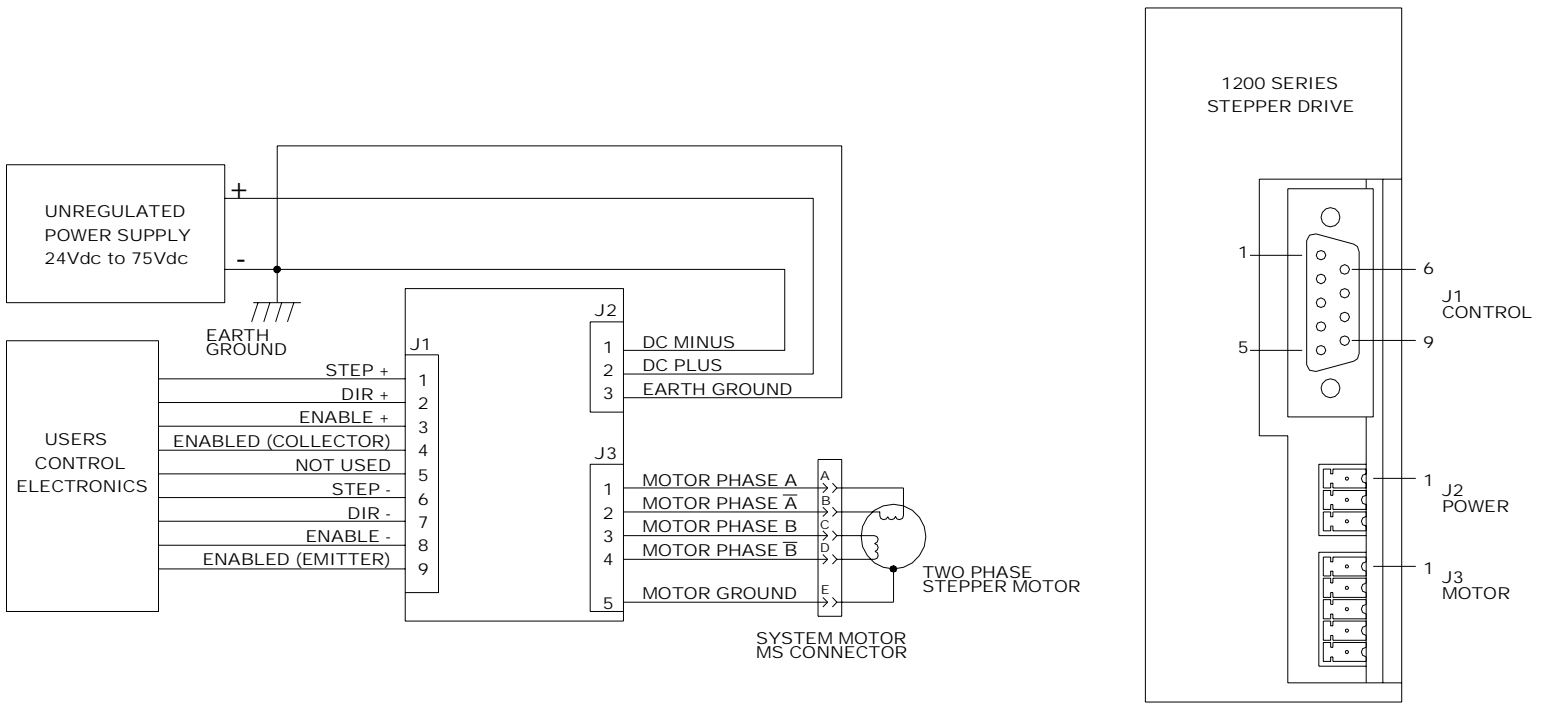 1200 SERIES
STEPPER DRIVE
+
UNREGULATED
POWER SUPPLY
24Vdc to 75Vdc
-
EARTH
GROUND
USERS
CONTROL
ELECTRONICS
J1
STEP + 1
DIR + 2
ENABLE + 3
ENABLED (COLLECTOR) 4
NOT USED 5
STEP - 6
DIR - 7
ENABLE - 8
ENABLED (EMITTER) 9
J2
1 DC MINUS
2 DC PLUS
3 EARTH GROUND
J3
1 MOTOR PHASE A A
2 MOTOR PHASE A̅ B
3 MOTOR PHASE B C
4 MOTOR PHASE B̅ D
5 MOTOR GROUND E
TWO PHASE
STEPPER MOTOR
SYSTEM MOTOR
MS CONNECTOR
1
6
5
9
J1
CONTROL
1
J2
POWER
1
J3
MOTOR